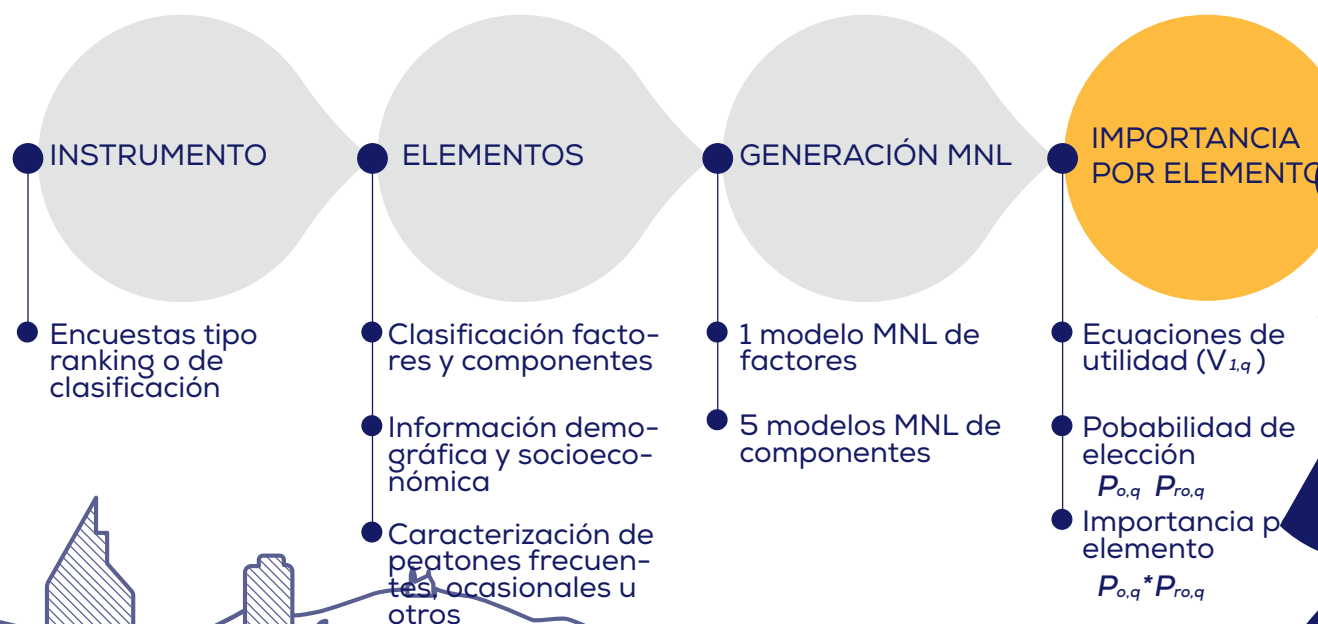 INSTRUMENTO
Encuestas tipo
ranking o de
clasificación
ELEMENTOS
Clasificación facto-
res y componentes
Información demo-
gráfica y socioeco-
nómica
Caracterización de
peatones frecuen-
tes, ocasionales u
otros
GENERACIÓN MNL
1 modelo MNL de
factores
5 modelos MNL de
componentes
IMPORTANCIA
POR ELEMENTO
Ecuaciones de
utilidad (V1,q )
Pobabilidad de
elección
Po,q Pro,q
Importancia p
elemento
Po,q*Pro,q